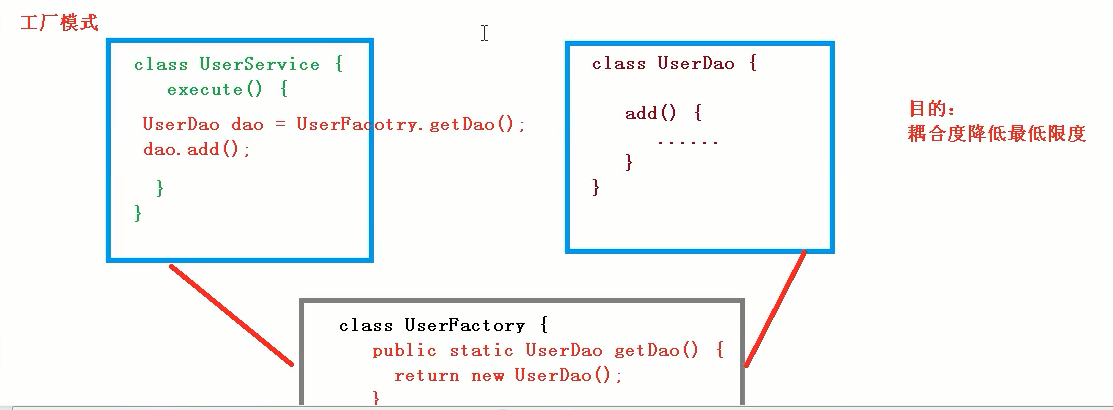 工厂模式
class UserService {
execute() {
UserDao dao = UserFacotry.getDao();
dao.add();
}
}
class UserDao {
add() {
......
}
}
目的:
耦合度降低最低限度
class UserFactory {
public static UserDao getDao() {
return new UserDao();
}